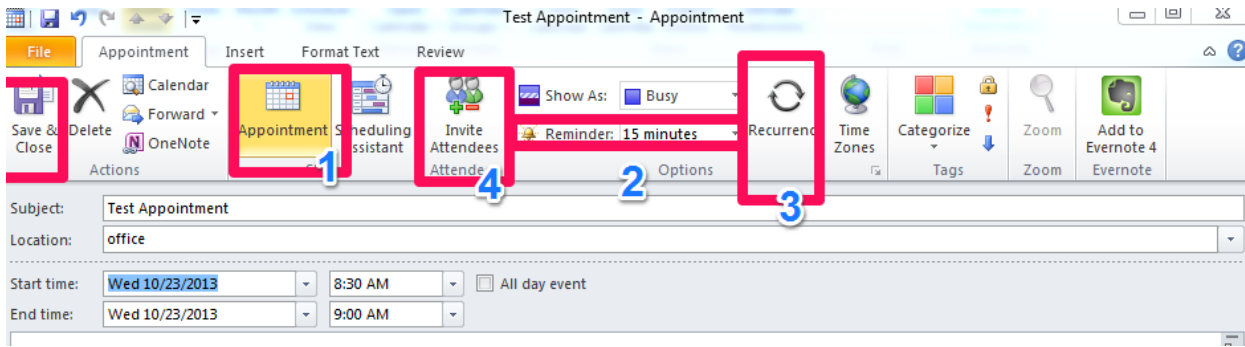 Test Appointment - Appointment
File Appointment Insert Format Text Review
Save & Close
Delete
Calendar
Forward
OneNote
Actions
Appointment
Scheduling Assistant
Invite Attendees
Show As: Busy
Reminder: 15 minutes
Options
Recurrenc
Time Zones
Categorize
Tags
Zoom
Zoom
Add to Evernote 4
Evernote
1
4
2
3
Subject: Test Appointment
Location: office
Start time: Wed 10/23/2013 8:30 AM All day event
End time: Wed 10/23/2013 9:00 AM